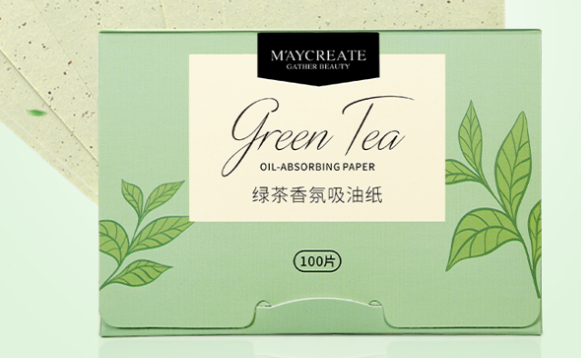 M'AYCREATE
GATHER BEAUTY
Green Tea
OIL-ABSORBING PAPER
绿茶香氛吸油纸
100片